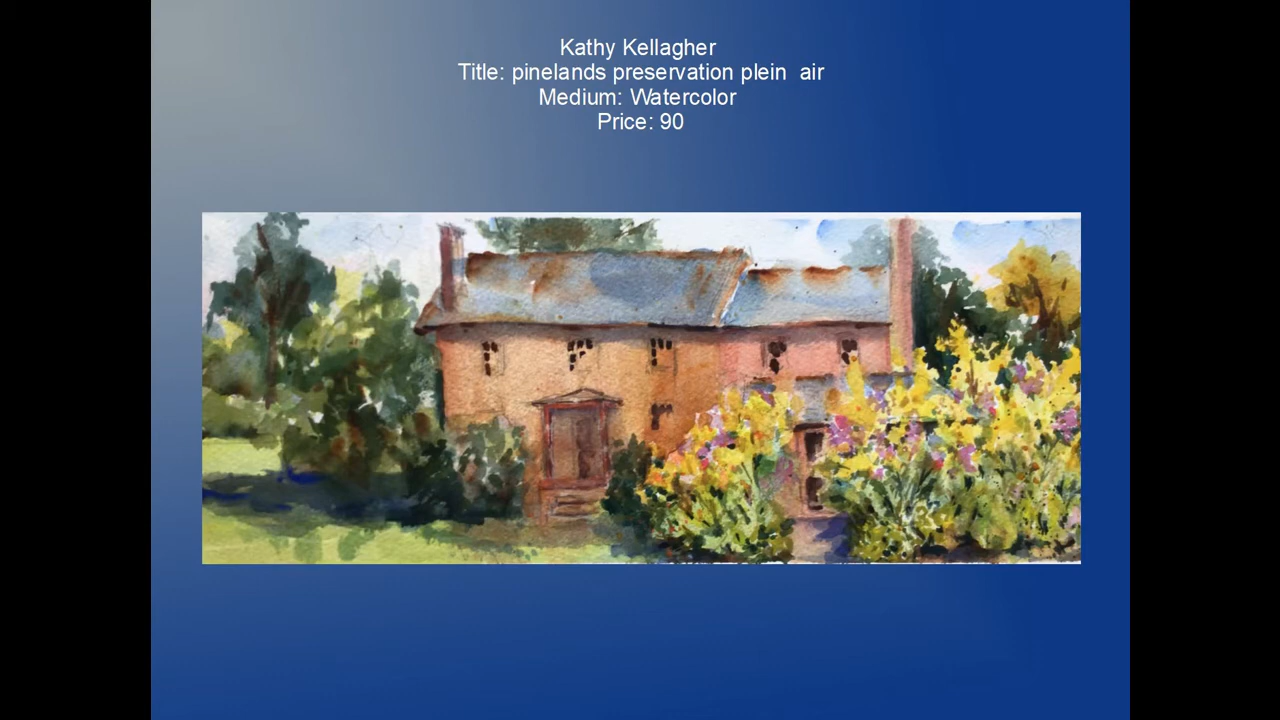 Kathy Kellagher
Title: pinelands preservation plein  air
Medium: Watercolor
Price: 90